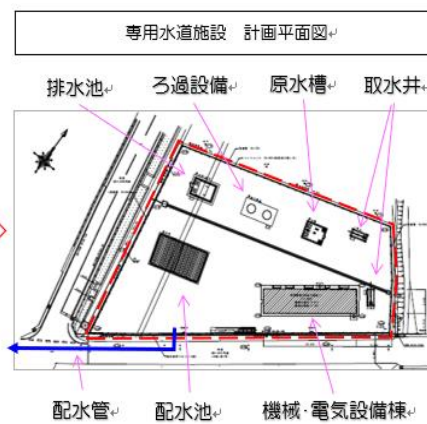 専用水道施設　計画平面図
排水池　ろ過設備　原水槽　取水井
配水管　配水池　機械・電気設備棟